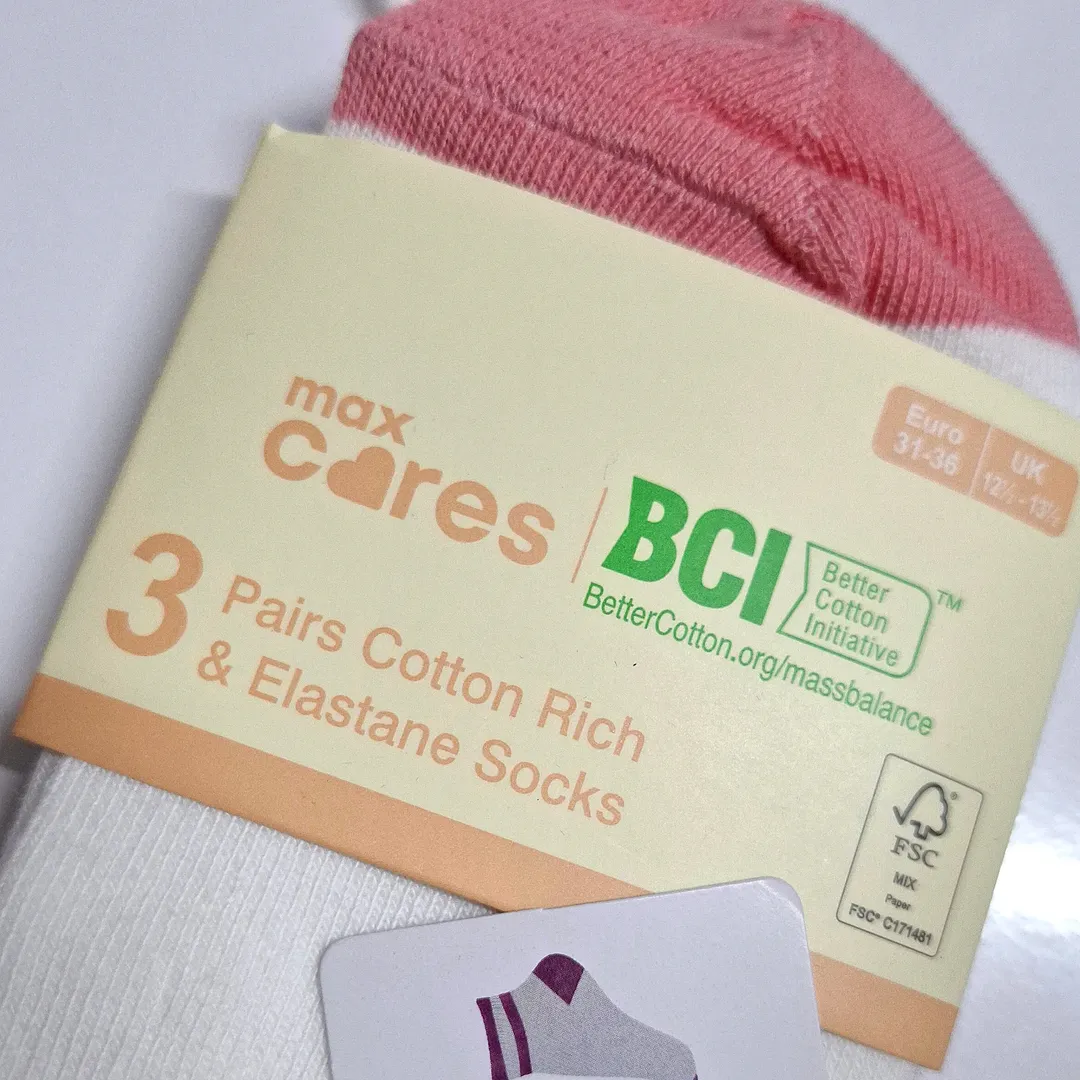 max
cares
BCI
Better
Cotton
Initiative
TM
BetterCotton.org/massbalance
Euro
31-36
UK
12½-13½
3
Pairs Cotton Rich
& Elastane Socks
FSC
MIX
Paper
FSC® C171481